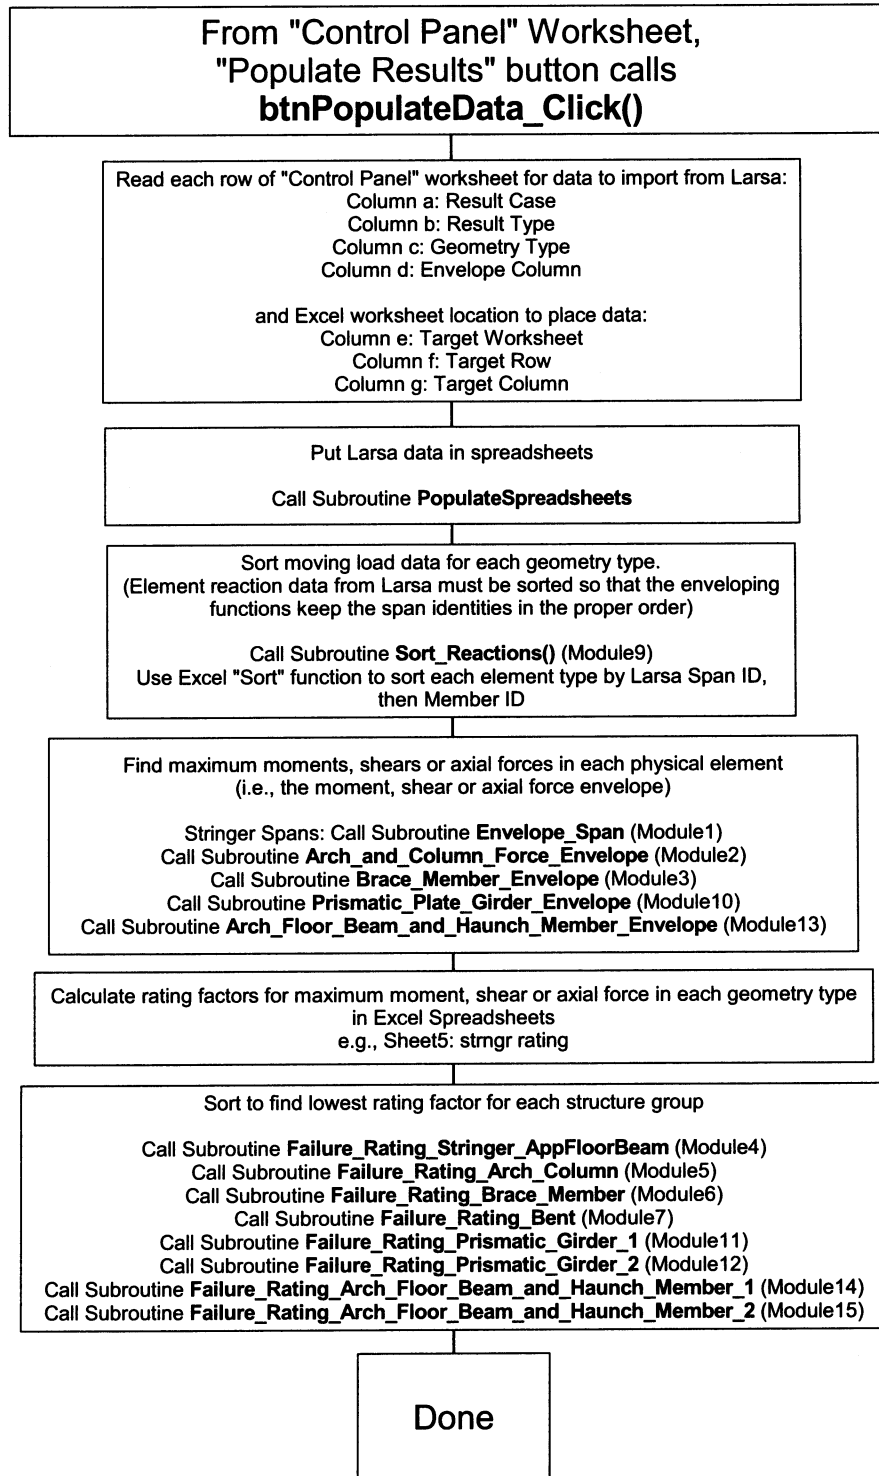 From "Control Panel" Worksheet,
"Populate Results" button calls
btnPopulateData_Click()
Read each row of "Control Panel" worksheet for data to import from Larsa:
Column a: Result Case
Column b: Result Type
Column c: Geometry Type
Column d: Envelope Column
and Excel worksheet location to place data:
Column e: Target Worksheet
Column f: Target Row
Column g: Target Column
Put Larsa data in spreadsheets
Call Subroutine PopulateSpreadsheets
Sort moving load data for each geometry type.
(Element reaction data from Larsa must be sorted so that the enveloping
functions keep the span identities in the proper order)
Call Subroutine Sort_Reactions() (Module9)
Use Excel "Sort" function to sort each element type by Larsa Span ID,
then Member ID
Find maximum moments, shears or axial forces in each physical element
(i.e., the moment, shear or axial force envelope)
Stringer Spans: Call Subroutine Envelope_Span (Module1)
Call Subroutine Arch_and_Column_Force_Envelope (Module2)
Call Subroutine Brace_Member_Envelope (Module3)
Call Subroutine Prismatic_Plate_Girder_Envelope (Module10)
Call Subroutine Arch_Floor_Beam_and_Haunch_Member_Envelope (Module13)
Calculate rating factors for maximum moment, shear or axial force in each geometry type
in Excel Spreadsheets
e.g., Sheet5: strngr rating
Sort to find lowest rating factor for each structure group
Call Subroutine Failure_Rating_Stringer_AppFloorBeam (Module4)
Call Subroutine Failure_Rating_Arch_Column (Module5)
Call Subroutine Failure_Rating_Brace_Member (Module6)
Call Subroutine Failure_Rating_Bent (Module7)
Call Subroutine Failure_Rating_Prismatic_Girder_1 (Module11)
Call Subroutine Failure_Rating_Prismatic_Girder_2 (Module12)
Call Subroutine Failure_Rating_Arch_Floor_Beam_and_Haunch_Member_1 (Module14)
Call Subroutine Failure_Rating_Arch_Floor_Beam_and_Haunch_Member_2 (Module15)
Done